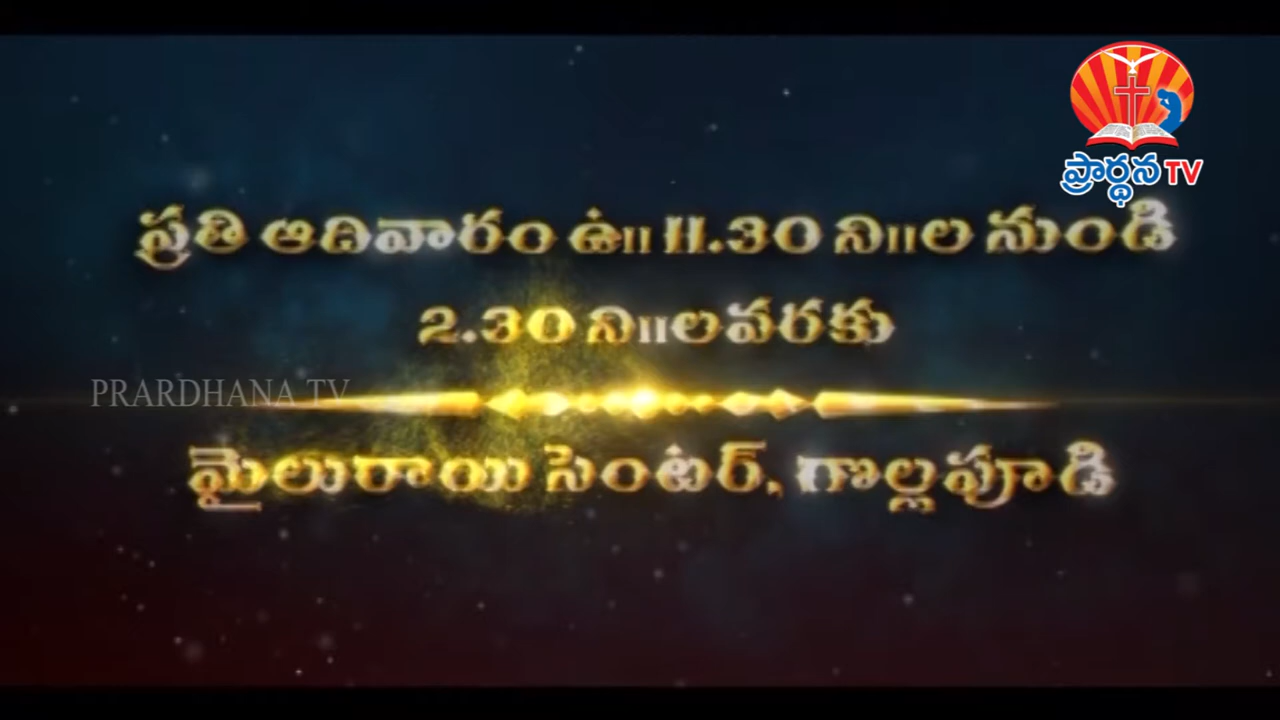 ప్రార్థన TV
ప్రతి ఆదివారం ఉ॥ 11.30 ని॥ల నుండి
2.30 ని॥లవరకు
PRARDHANA TV
మైలురాయి సెంటర్, గొల్లపూడి